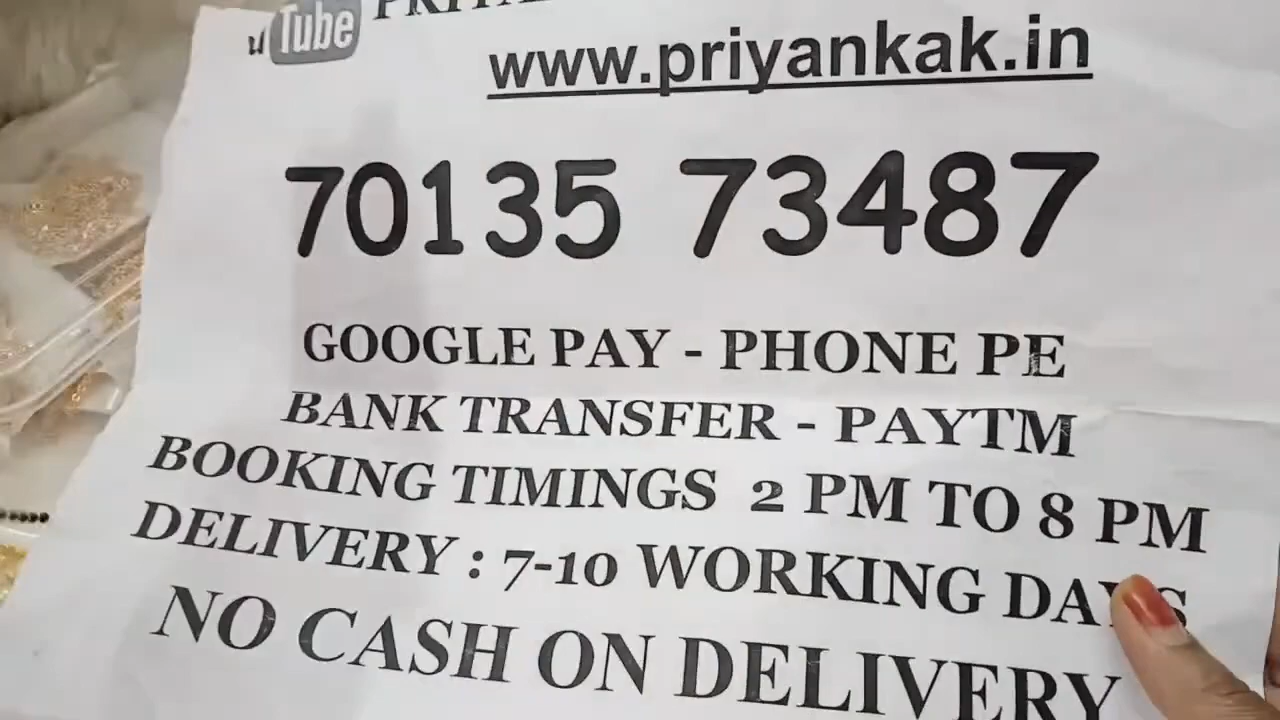 Tube
www.priyankak.in
70135 73487
GOOGLE PAY - PHONE PE
BANK TRANSFER - PAYTM
BOOKING TIMINGS 2 PM TO 8 PM
DELIVERY : 7-10 WORKING DAYS
NO CASH ON DELIVERY